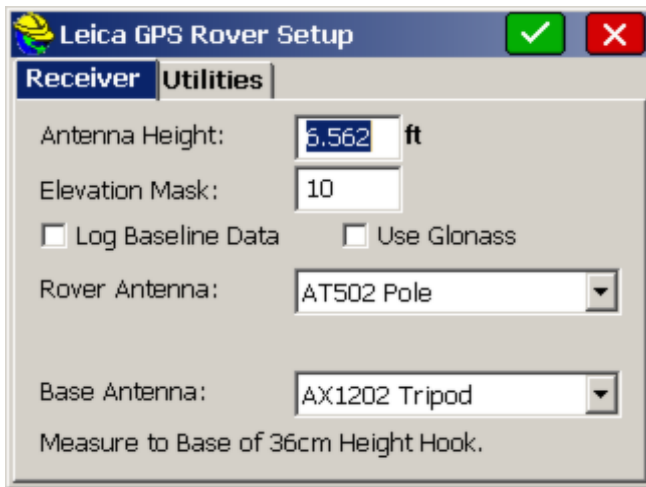 Leica GPS Rover Setup
Receiver Utilities
Antenna Height: 6.562 ft
Elevation Mask: 10
Log Baseline Data Use Glonass
Rover Antenna: AT502 Pole
Base Antenna: AX1202 Tripod
Measure to Base of 36cm Height Hook.